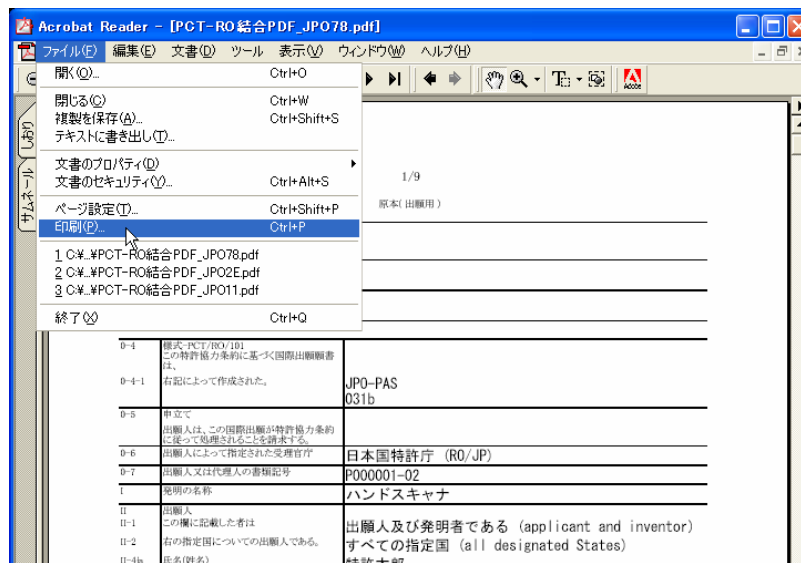 Acrobat Reader - [PCT-RO結合PDF_JPO78.pdf]
ファイル(F) 編集(E) 文書(D) ツール 表示(V) ウィンドウ(W) ヘルプ(H)
開く(O)... Ctrl+O
閉じる(C) Ctrl+W
複製を保存(A)... Ctrl+Shift+S
テキストに書き出し(T)...
文書のプロパティ(D)
文書のセキュリティ(Y)... Ctrl+Alt+S
ページ設定(T)... Ctrl+Shift+P
印刷(P)... Ctrl+P
1 C:¥...¥PCT-RO結合PDF_JPO78.pdf
2 C:¥...¥PCT-RO結合PDF_JPO2E.pdf
3 C:¥...¥PCT-RO結合PDF_JPO11.pdf
終了(X) Ctrl+Q
Adobe
しおり
サムネール
1/9
原本(出願用)
0-4 様式-PCT/RO/101
この特許協力条約に基づく国際出願願書
は、
0-4-1 右記によって作成された。 JPO-PAS
031b
0-5 申立て
出願人は、この国際出願が特許協力条約
に従って処理されることを請求する。
0-6 出願人によって指定された受理官庁 日本国特許庁 (RO/JP)
0-7 出願人又は代理人の書類記号 P000001-02
I 発明の名称 ハンドスキャナ
II 出願人
II-1 この欄に記載した者は 出願人及び発明者である (applicant and inventor)
II-2 右の指定国についての出願人である。 すべての指定国 (all designated States)
II-4ja 氏名(姓名) 特許太郎